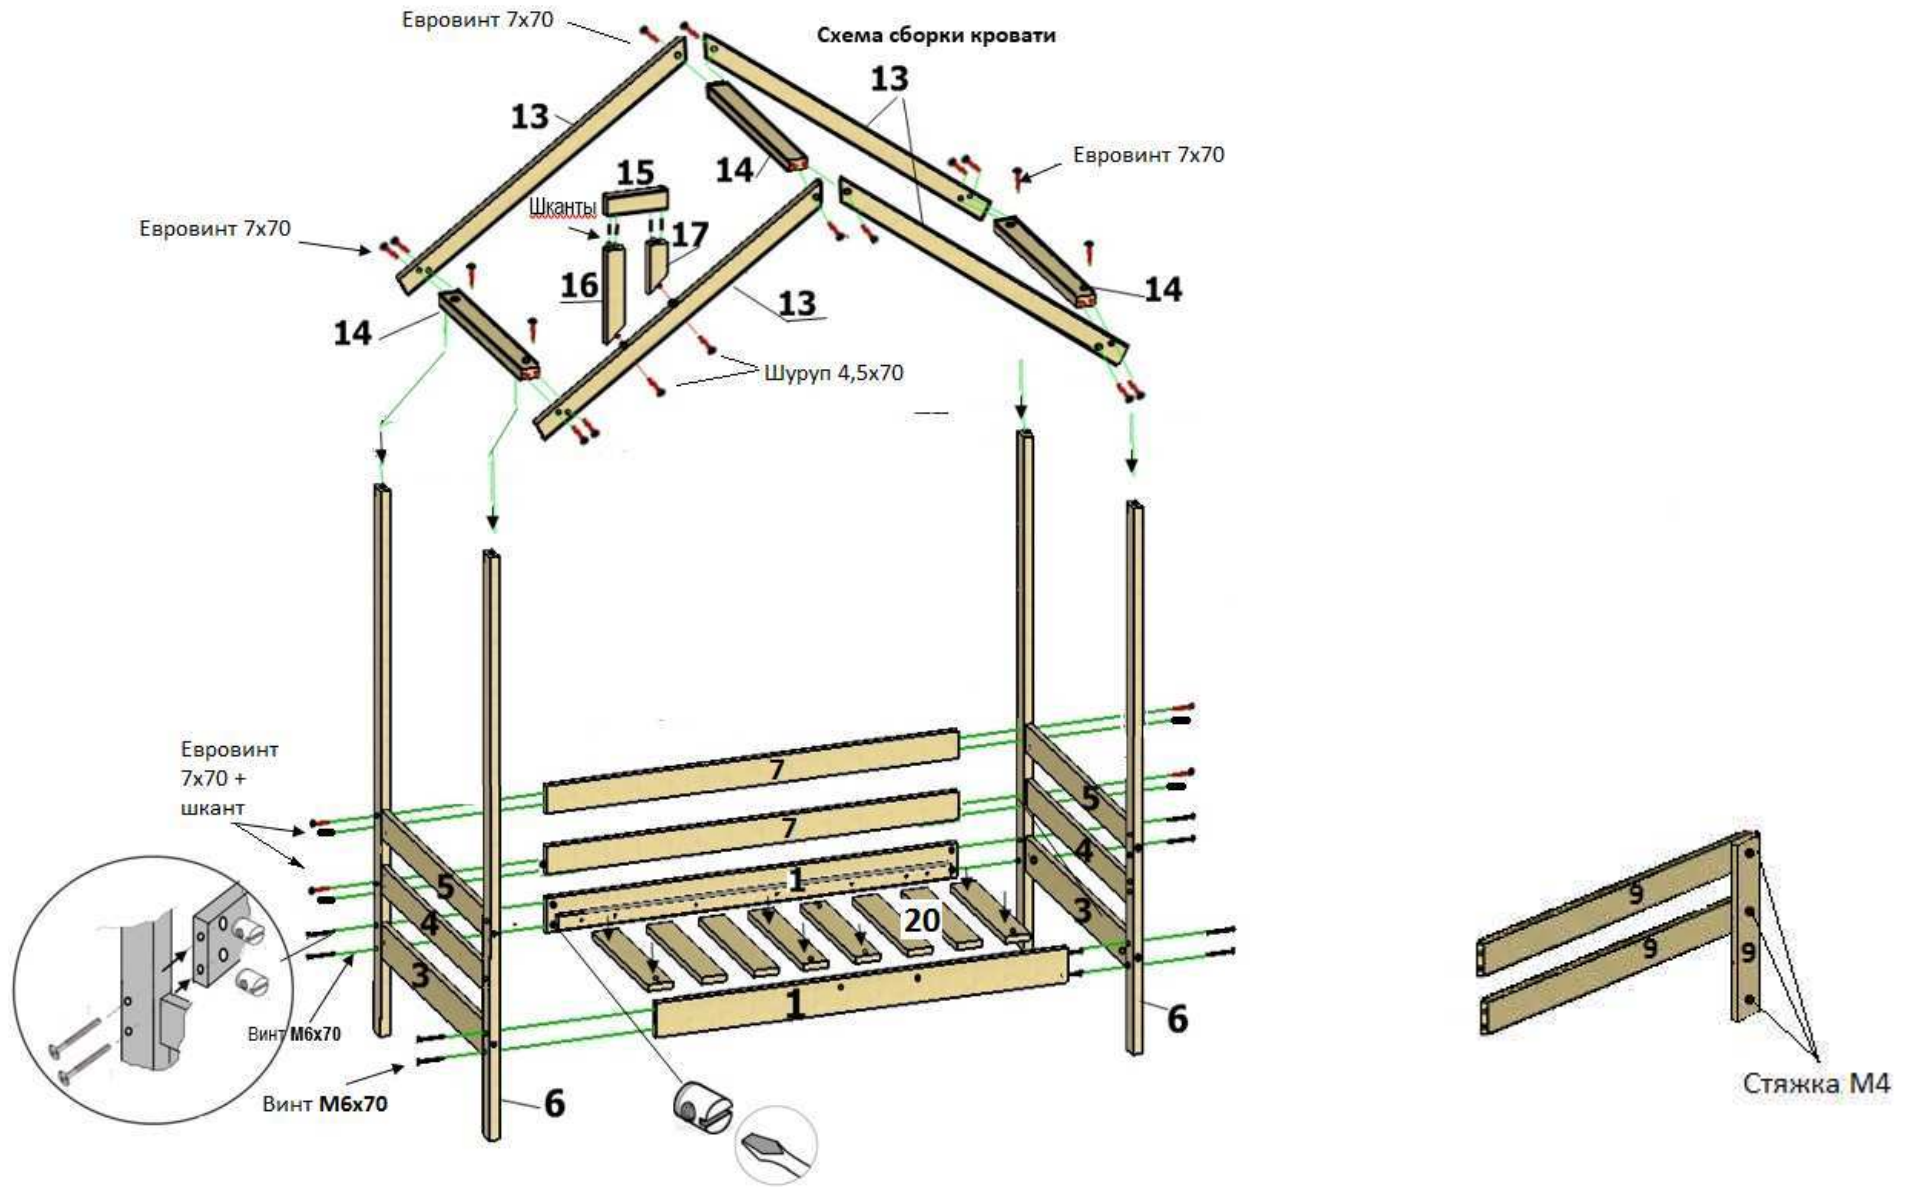 Евровинт 7х70
Схема сборки кровати
13
13
Евровинт 7х70
14
15
Шканты
17
Евровинт 7х70
16
13
14
14
Шуруп 4,5х70
Евровинт
7х70 +
шкант
7
7
5
4
3
1
20
5
4
3
1
Винт М6х70
Винт М6х70
6
6
9
9
9
Стяжка М4